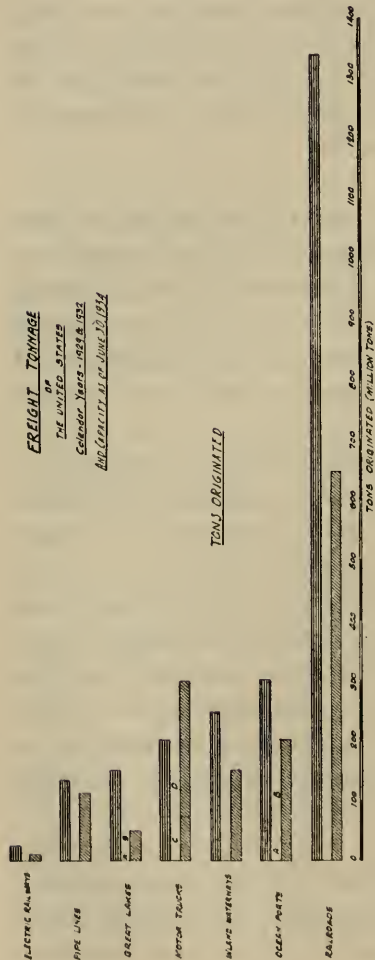 FREIGHT TONNAGE
OF
THE UNITED STATES
Calendar Years - 1929 & 1932
AND CAPACITY AS OF JUNE 30, 1934
TONS ORIGINATED
ELECTRIC RAILWAYS
PIPE LINES
GREAT LAKES
A B
MOTOR TRUCKS
C D
INLAND WATERWAYS
OCEAN PORTS
A B
RAILROADS
0 100 200 300 400 500 600 700 800 900 1000 1100 1200 1300 1400
TONS ORIGINATED (MILLION TONS)